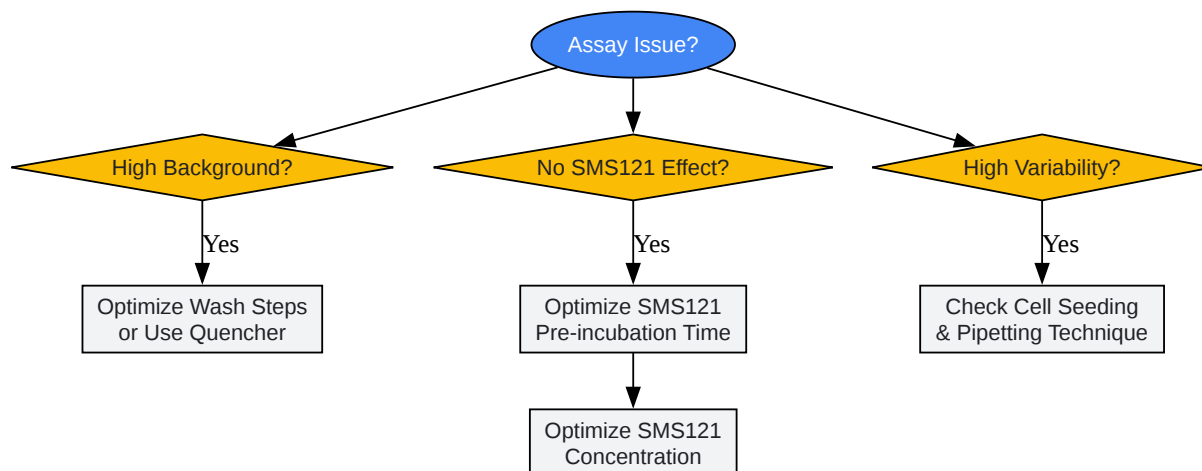 Assay Issue?
High Background?
No SMS121 Effect?
High Variability?
Yes
Yes
Yes
Optimize Wash Steps
or Use Quencher
Optimize SMS121
Pre-incubation Time
Check Cell Seeding
& Pipetting Technique
Optimize SMS121
Concentration